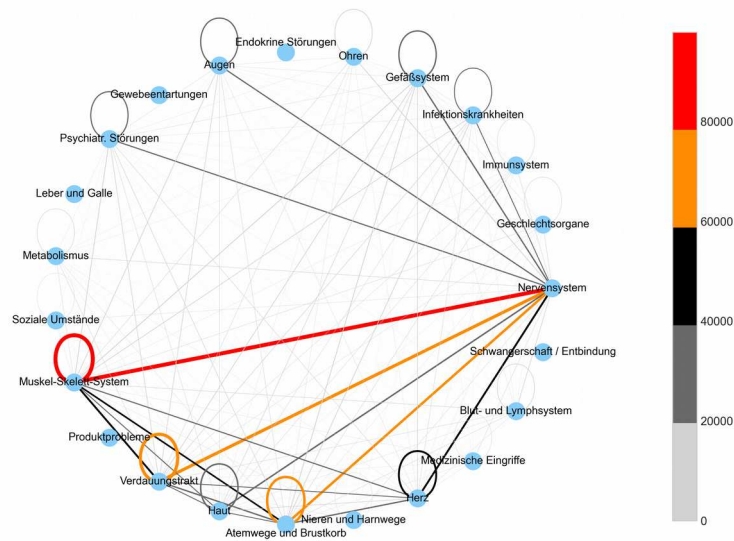 Endokrine Störungen
Ohren
Augen
Gefäßsystem
Gewebeentartungen
Infektionskrankheiten
Psychiatr. Störungen
Immunsystem
Leber und Galle
Geschlechtsorgane
Metabolismus
Nervensystem
Soziale Umstände
Schwangerschaft / Entbindung
Muskel-Skelett-System
Blut- und Lymphsystem
Produktprobleme
Medizinische Eingriffe
Verdauungstrakt
Herz
Haut
Nieren und Harnwege
Atemwege und Brustkorb
80000
60000
40000
20000
0